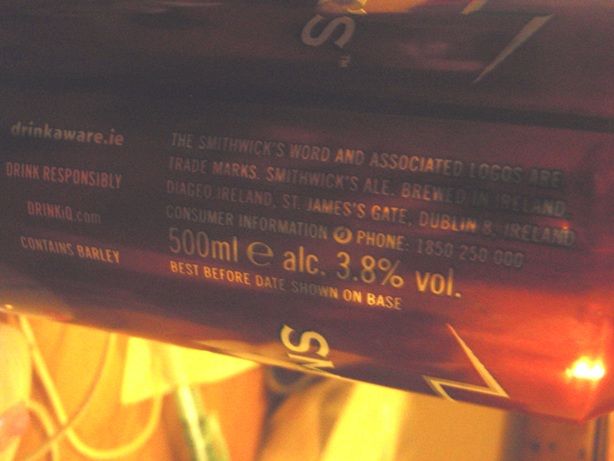 drinkaware.ie
DRINK RESPONSIBLY
DRINKiQ.com
CONTAINS BARLEY
THE SMITHWICK'S WORD AND ASSOCIATED LOGOS ARE
TRADE MARKS. SMITHWICK'S ALE. BREWED IN IRELAND.
DIAGEO IRELAND, ST. JAMES'S GATE, DUBLIN 8, IRELAND
CONSUMER INFORMATION PHONE: 1850 250 000
500ml ℮ alc. 3.8% vol.
BEST BEFORE DATE SHOWN ON BASE